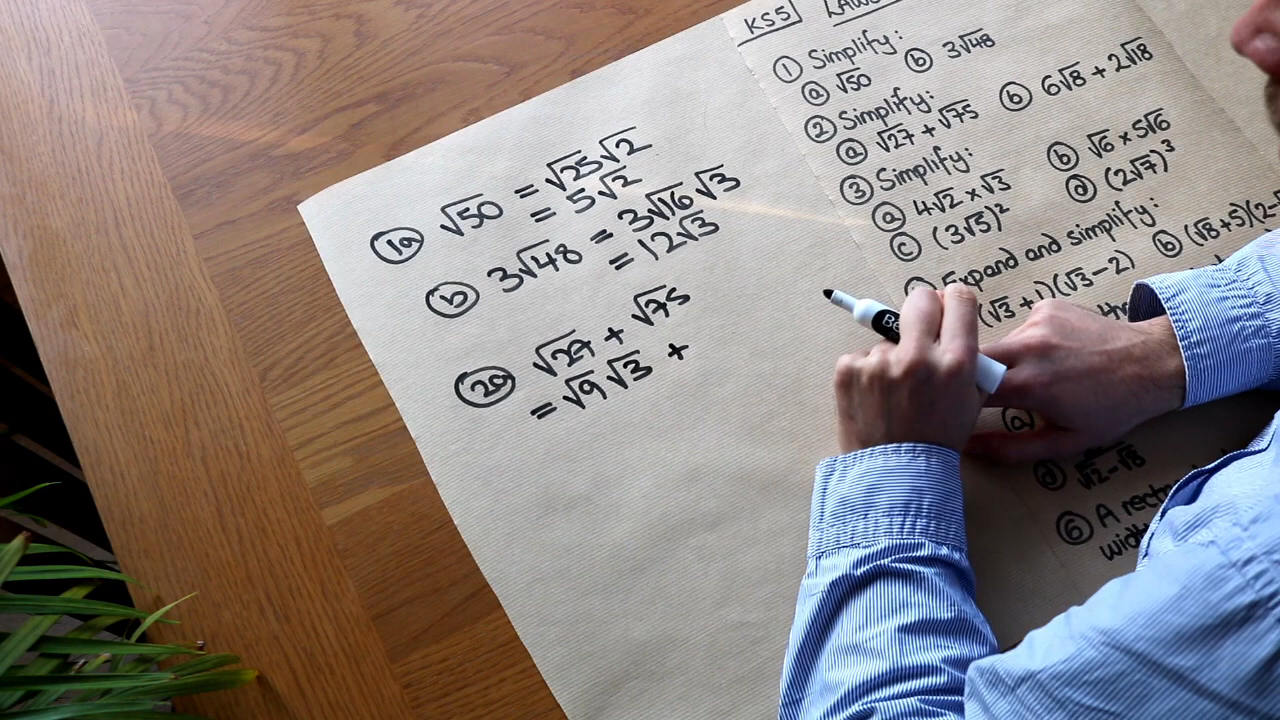 1a √50 = √25√2
= 5√2
b 3√48 = 3√16√3
= 12√3
2a √27 + √75
= √9√3 +
KS5
1 Simplify:
a √50 b 3√48
2 Simplify:
a √27 + √75 b 6√8 + 2√18
3 Simplify:
a 4√2 × √3 b √6 × 5√6
c (3√5)² d (2√7)³
Expand and simplify:
(√3+1)(√3-2) b (√8+5)(2-
a
d √12-√8
6 A